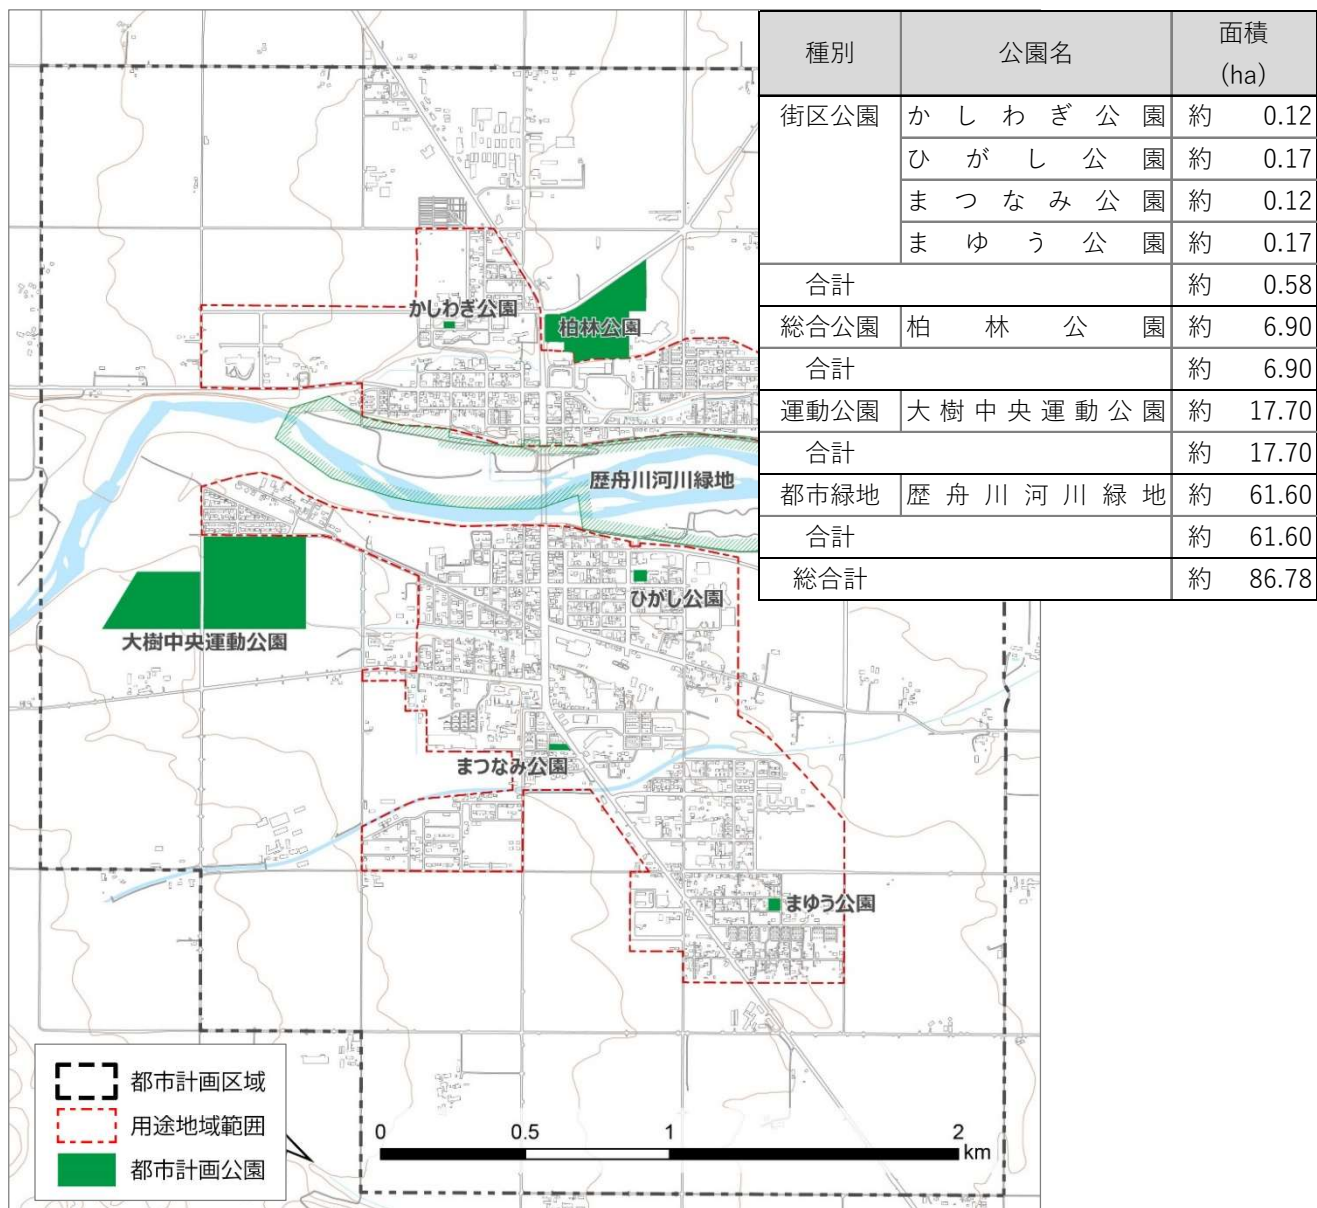 種別 公園名 面積
(ha)
街区公園 かしわぎ公園 約 0.12
ひがし公園 約 0.17
まつなみ公園 約 0.12
まゆう公園 約 0.17
合計 約 0.58
総合公園 柏林公園 約 6.90
合計 約 6.90
運動公園 大樹中央運動公園 約 17.70
合計 約 17.70
都市緑地 歴舟川河川緑地 約 61.60
合計 約 61.60
総合計 約 86.78
かしわぎ公園
柏林公園
歴舟川河川緑地
ひがし公園
大樹中央運動公園
まつなみ公園
まゆう公園
都市計画区域
用途地域範囲
都市計画公園
0 0.5 1 2
km